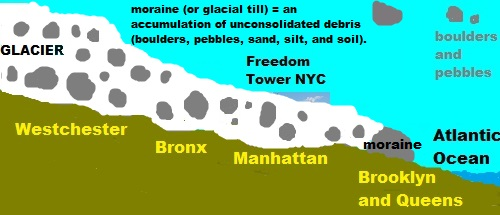 moraine (or glacial till) = an
accumulation of unconsolidated debris
(boulders, pebbles, sand, silt, and soil).
boulders
and
pebbles
GLACIER
Freedom
Tower NYC
Westchester
Bronx
Manhattan
moraine
Atlantic
Ocean
Brooklyn
and Queens